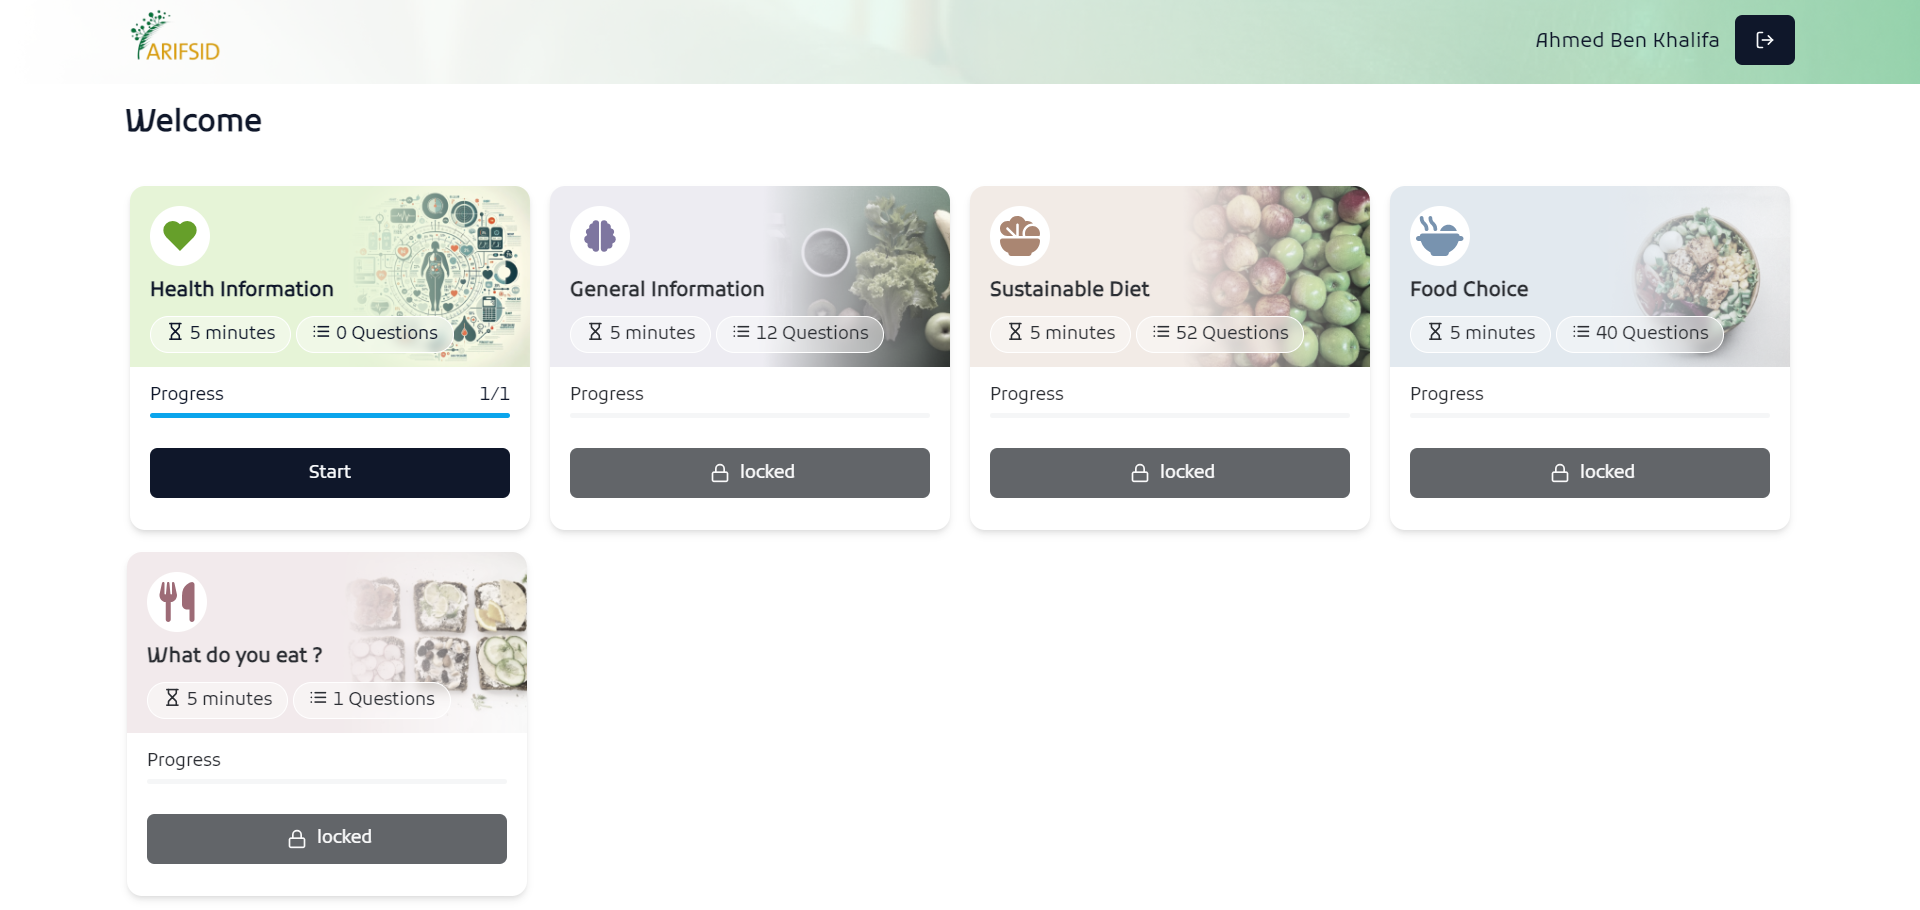 ARIFSID
Ahmed Ben Khalifa
Welcome
Health Information
5 minutes
0 Questions
Progress
1/1
Start
General Information
5 minutes
12 Questions
Progress
locked
Sustainable Diet
5 minutes
52 Questions
Progress
locked
Food Choice
5 minutes
40 Questions
Progress
locked
What do you eat ?
5 minutes
1 Questions
Progress
locked